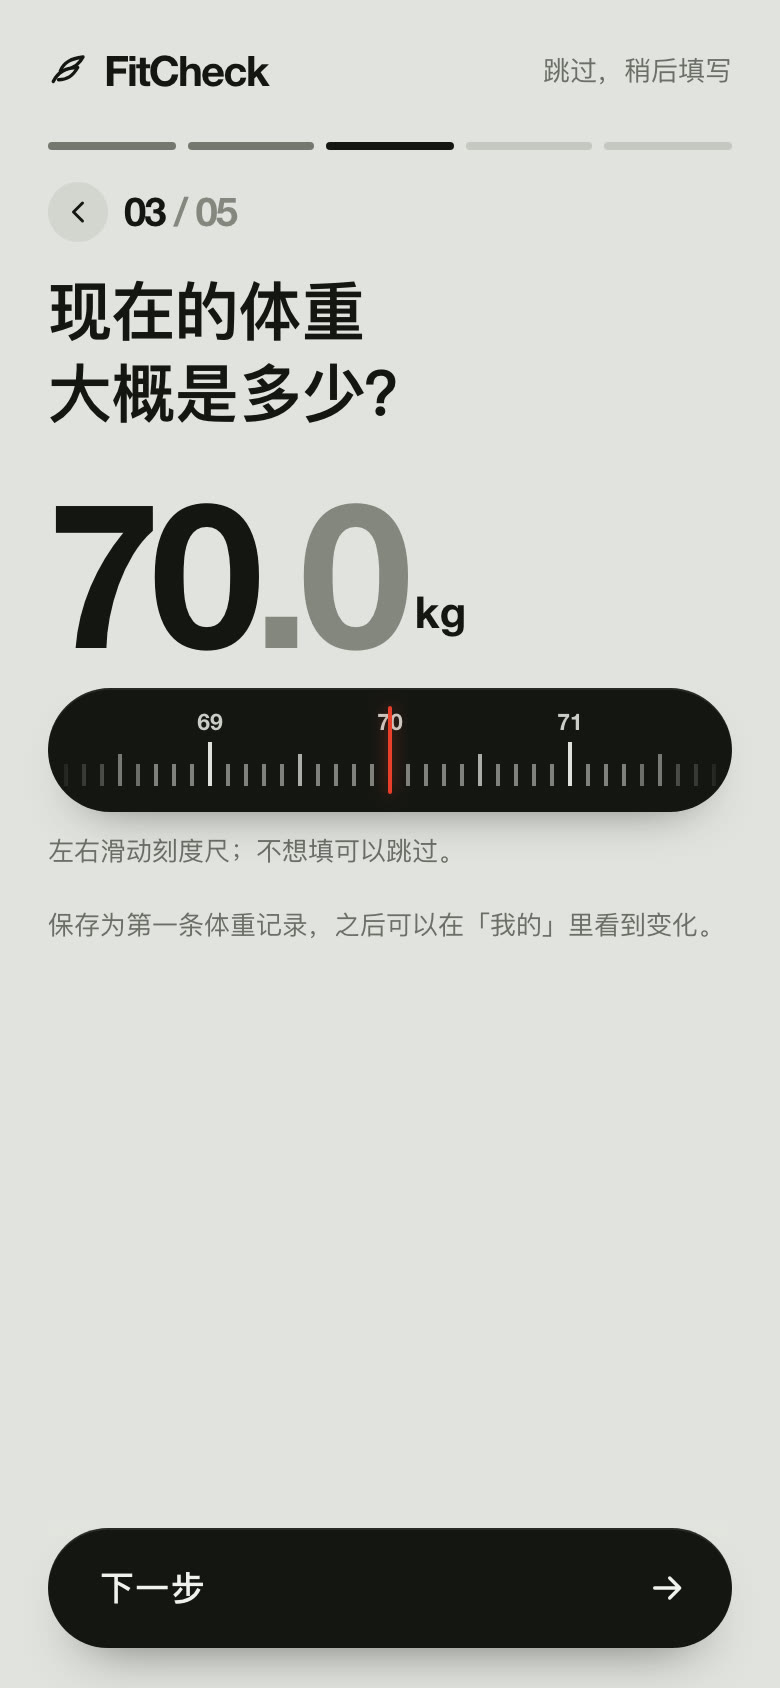 FitCheck
跳过，稍后填写
03 / 05
现在的体重
大概是多少?
70.0 kg
69 70 71
左右滑动刻度尺；不想填可以跳过。
保存为第一条体重记录，之后可以在「我的」里看到变化。
下一步